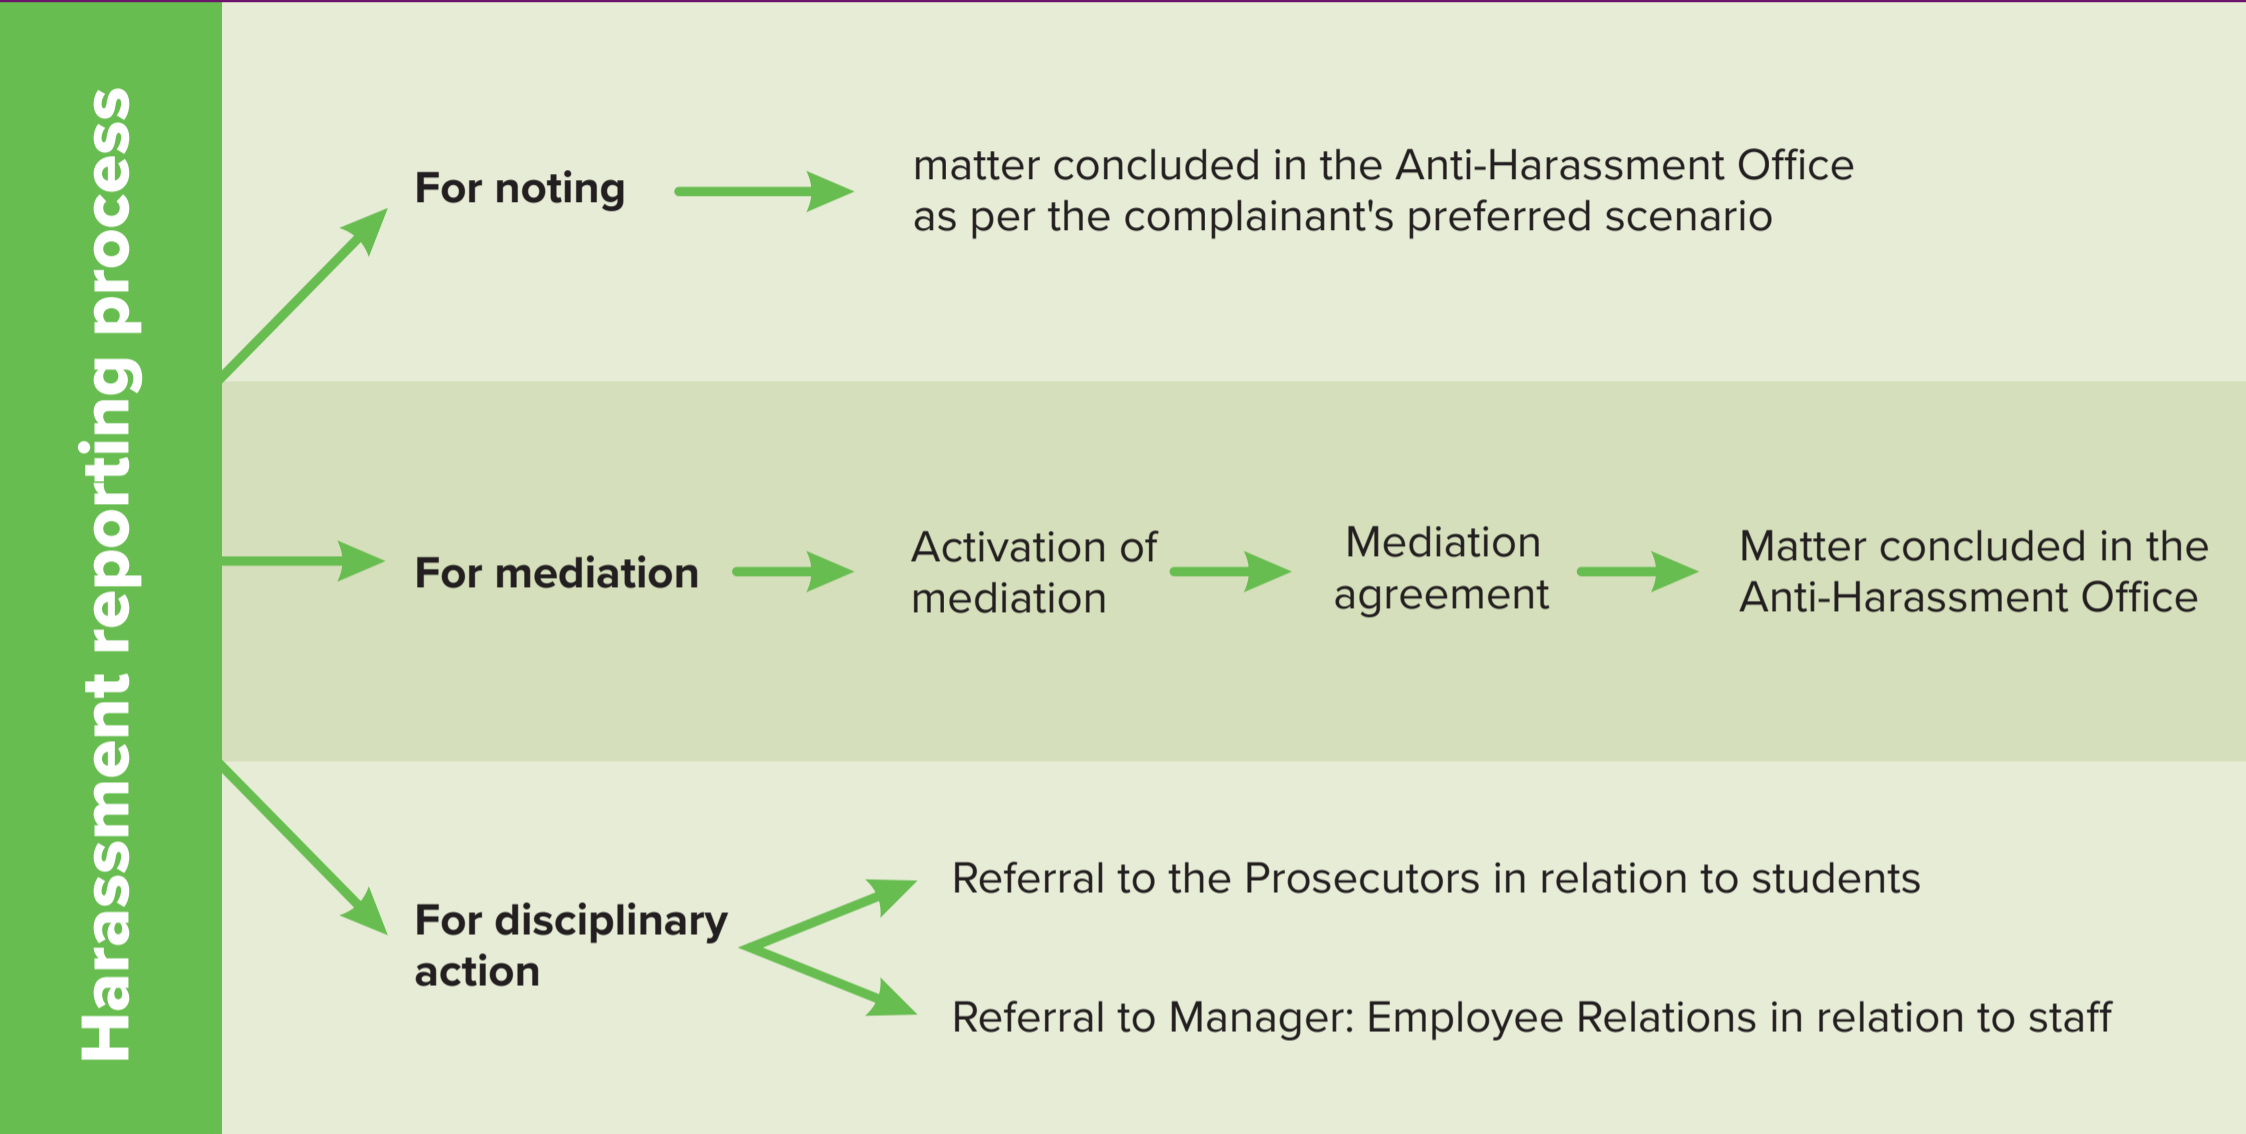 Harassment reporting process
For noting
matter concluded in the Anti-Harassment Office
as per the complainant's preferred scenario
For mediation
Activation of
mediation
Mediation
agreement
Matter concluded in the
Anti-Harassment Office
For disciplinary
action
Referral to the Prosecutors in relation to students
Referral to Manager: Employee Relations in relation to staff